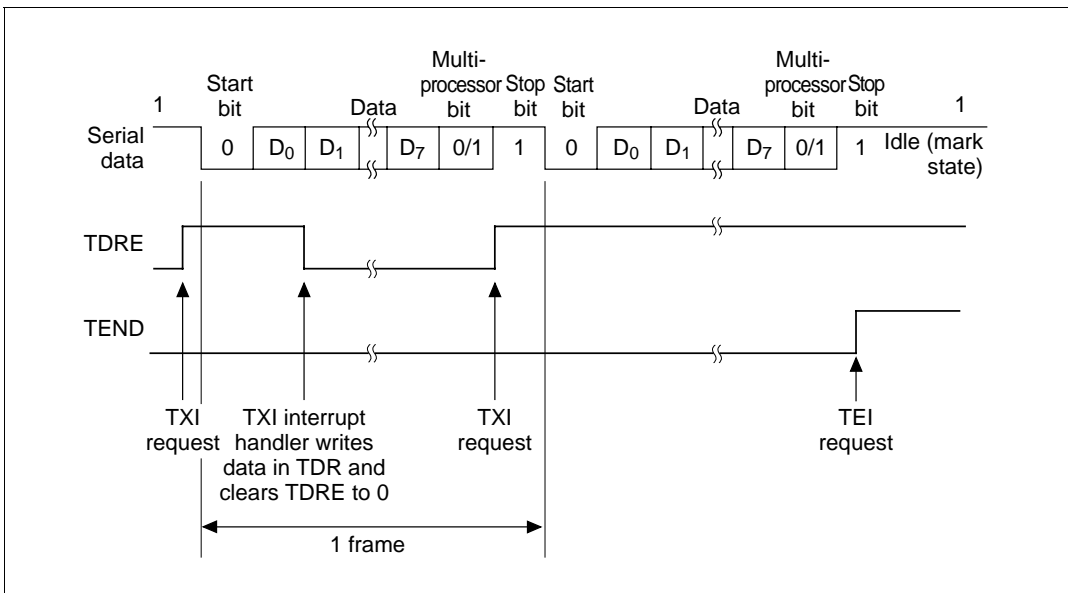 Multi- Multi-
Start processor Stop Start processor Stop
1 bit Data bit bit bit Data bit bit 1
Serial data 0 D0 D1 D7 0/1 1 0 D0 D1 D7 0/1 1 Idle (mark state)
TDRE
TEND
TXI request
TXI interrupt
handler writes
data in TDR and
clears TDRE to 0
TXI request
TEI request
1 frame